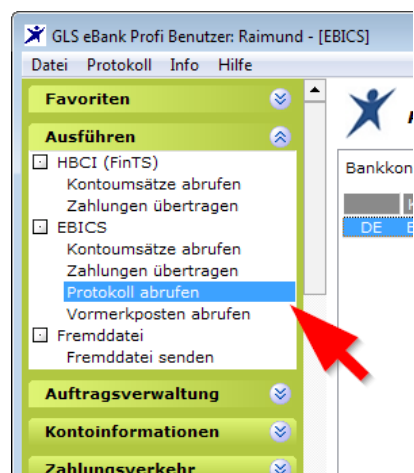 GLS eBank Profi Benutzer: Raimund - [EBICS]
Datei Protokoll Info Hilfe
Favoriten
Ausführen
HBCI (FinTS)
Kontoumsätze abrufen
Zahlungen übertragen
EBICS
Kontoumsätze abrufen
Zahlungen übertragen
Protokoll abrufen
Vormerkposten abrufen
Fremddatei
Fremddatei senden
Auftragsverwaltung
Kontoinformationen
Zahlungsverkehr
Bankkon
K
DE E